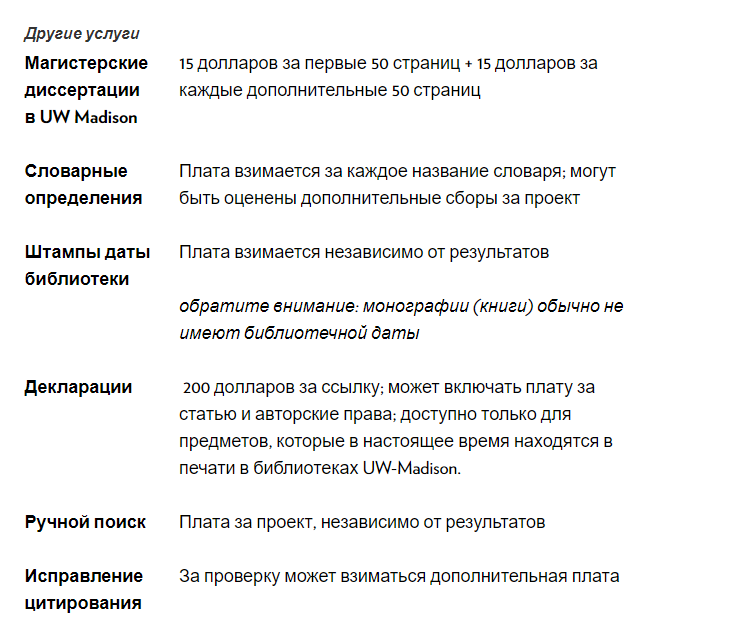 Другие услуги
Магистерские диссертации в UW Madison
15 долларов за первые 50 страниц + 15 долларов за
каждые дополнительные 50 страниц
Словарные определения
Плата взимается за каждое название словаря; могут
быть оценены дополнительные сборы за проект
Штампы даты библиотеки
Плата взимается независимо от результатов
обратите внимание: монографии (книги) обычно не
имеют библиотечной даты
Декларации
200 долларов за ссылку; может включать плату за
статью и авторские права; доступно только для
предметов, которые в настоящее время находятся в
печати в библиотеках UW-Madison.
Ручной поиск
Плата за проект, независимо от результатов
Исправление цитирования
За проверку может взиматься дополнительная плата